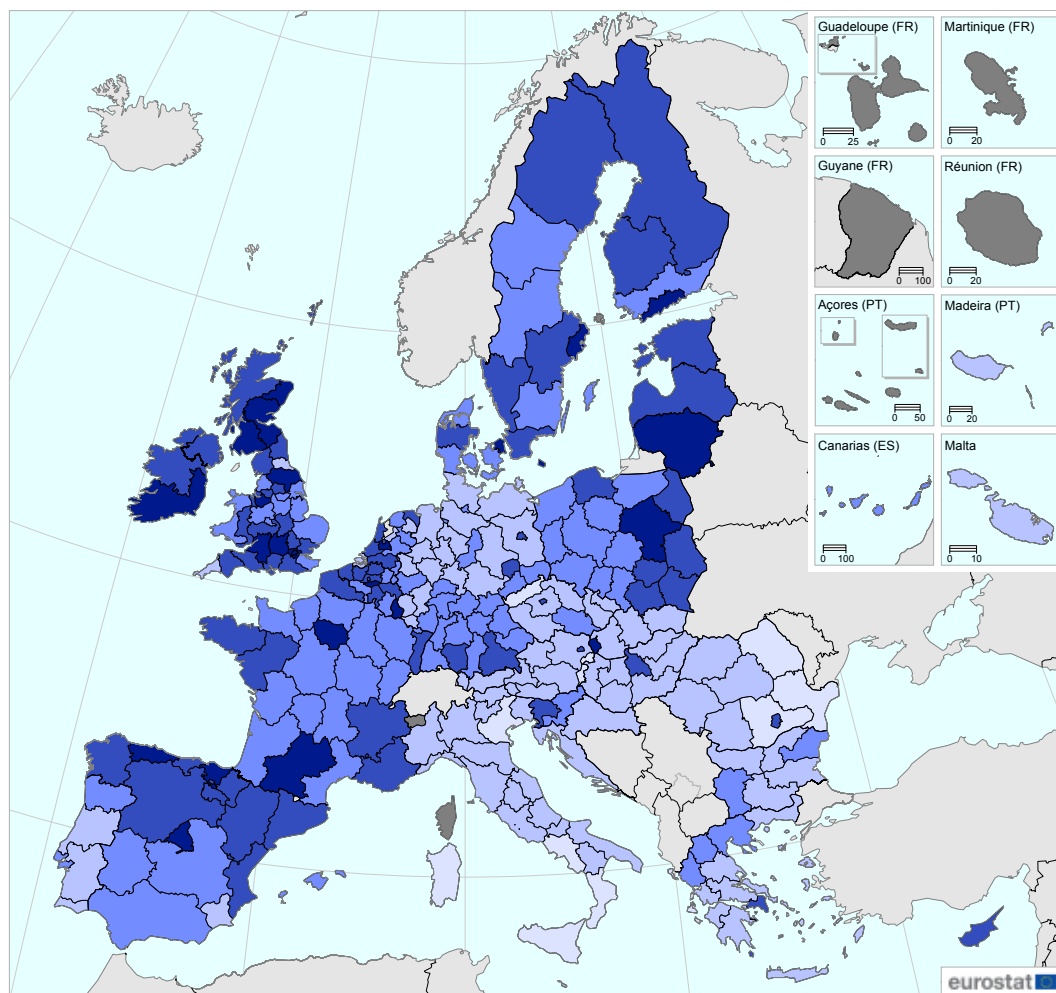 Guadeloupe (FR)
0 25
Martinique (FR)
0 20
Guyane (FR)
0 100
Réunion (FR)
0 20
Açores (PT)
0 50
Madeira (PT)
0 20
Canarias (ES)
0 100
Malta
0 10
eurostat